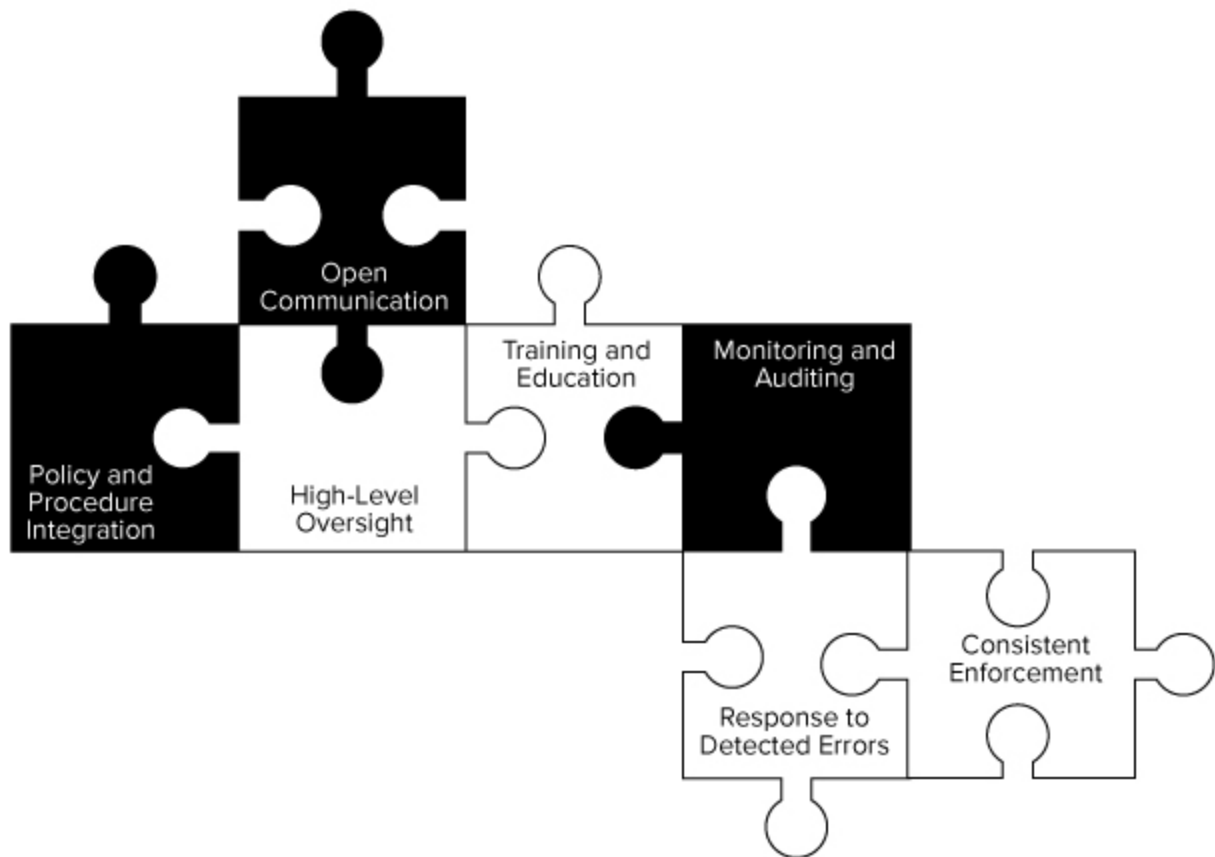 Open
Communication
Training and
Education
Monitoring and
Auditing
Policy and
Procedure
Integration
High-Level
Oversight
Consistent
Enforcement
Response to
Detected Errors